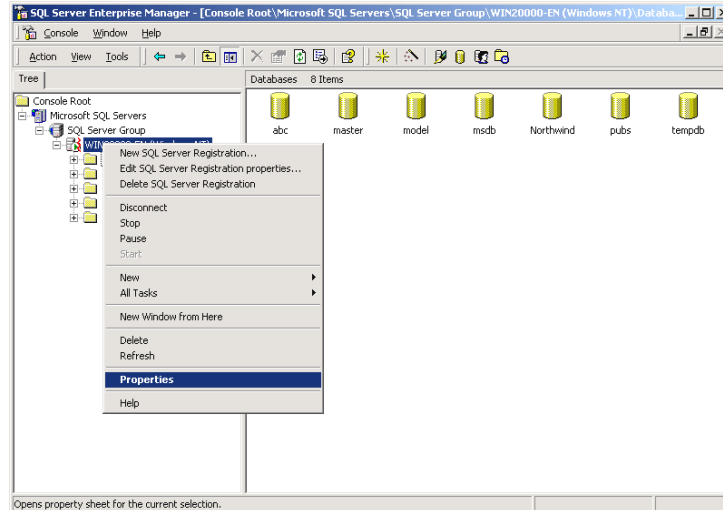 SQL Server Enterprise Manager - [Console Root\Microsoft SQL Servers\SQL Server Group\WIN20000-EN (Windows NT)\Databa...
Console Window Help
Action View Tools
Tree
Databases 8 Items
Console Root
Microsoft SQL Servers
SQL Server Group
WIN20000-EN (Windows NT)
abc master model msdb Northwind pubs tempdb
New SQL Server Registration...
Edit SQL Server Registration properties...
Delete SQL Server Registration
Disconnect
Stop
Pause
Start
New
All Tasks
New Window from Here
Delete
Refresh
Properties
Help
Opens property sheet for the current selection.